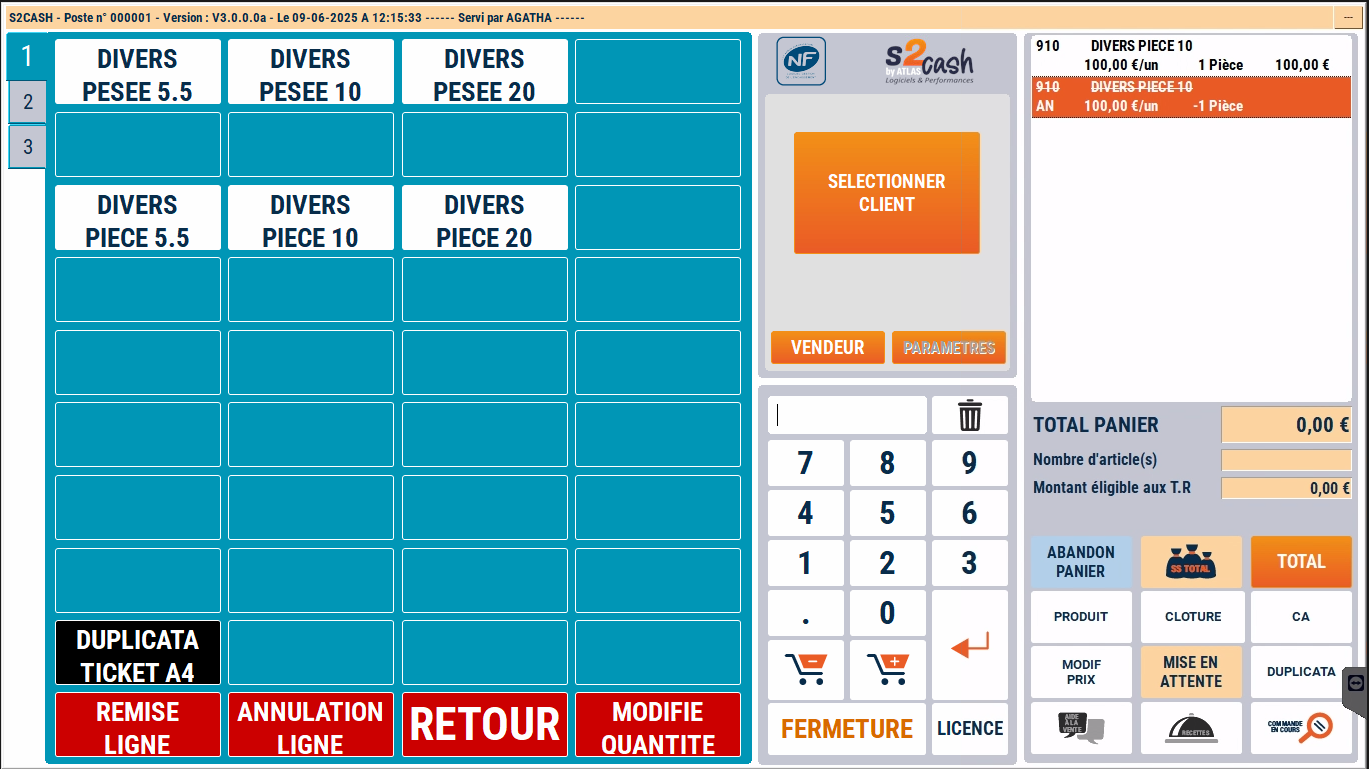 S2CASH - Poste n° 000001 - Version : V3.0.0.0a - Le 09-06-2025 A 12:15:33 ------ Servi par AGATHA ------
---
1
2
3
DIVERS
PESEE 5.5
DIVERS
PESEE 10
DIVERS
PESEE 20
DIVERS
PIECE 5.5
DIVERS
PIECE 10
DIVERS
PIECE 20
DUPLICATA
TICKET A4
REMISE
LIGNE
ANNULATION
LIGNE
RETOUR
MODIFIE
QUANTITE
NF
S2cash
by ATLAS
Logiciels & Performances
SELECTIONNER
CLIENT
VENDEUR
PARAMETRES
7
8
9
4
5
6
1
2
3
.
0
FERMETURE
LICENCE
910 DIVERS PIECE 10
100,00 €/un 1 Pièce 100,00 €
910 DIVERS PIECE 10
AN 100,00 €/un -1 Pièce
TOTAL PANIER 0,00 €
Nombre d'article(s)
Montant éligible aux T.R 0,00 €
ABANDON
PANIER
SS TOTAL
TOTAL
PRODUIT
CLOTURE
CA
MODIF
PRIX
MISE EN
ATTENTE
DUPLICATA
AIDE
A LA
VENTE
RECETTES
COMMANDE
EN COURS